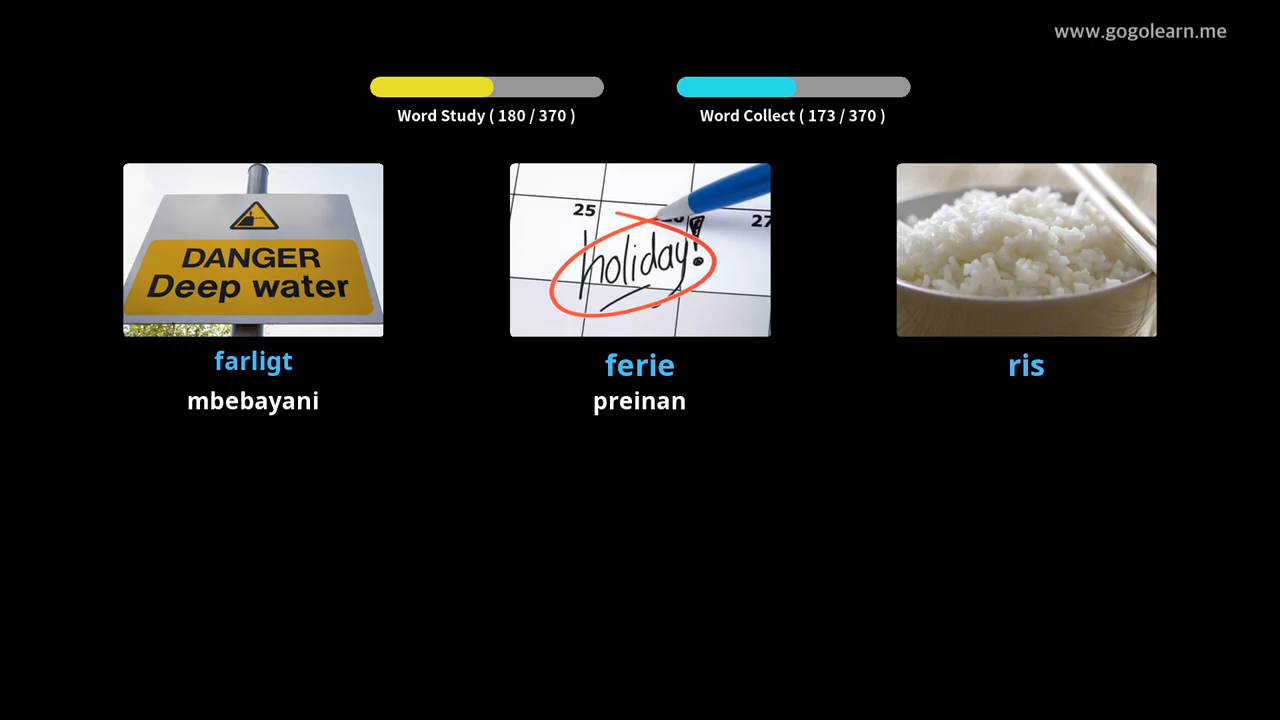 www.gogolearn.me
Word Study ( 180 / 370 )
Word Collect ( 173 / 370 )
DANGER
Deep water
25
27
holiday!
farligt
ferie
ris
mbebayani
preinan